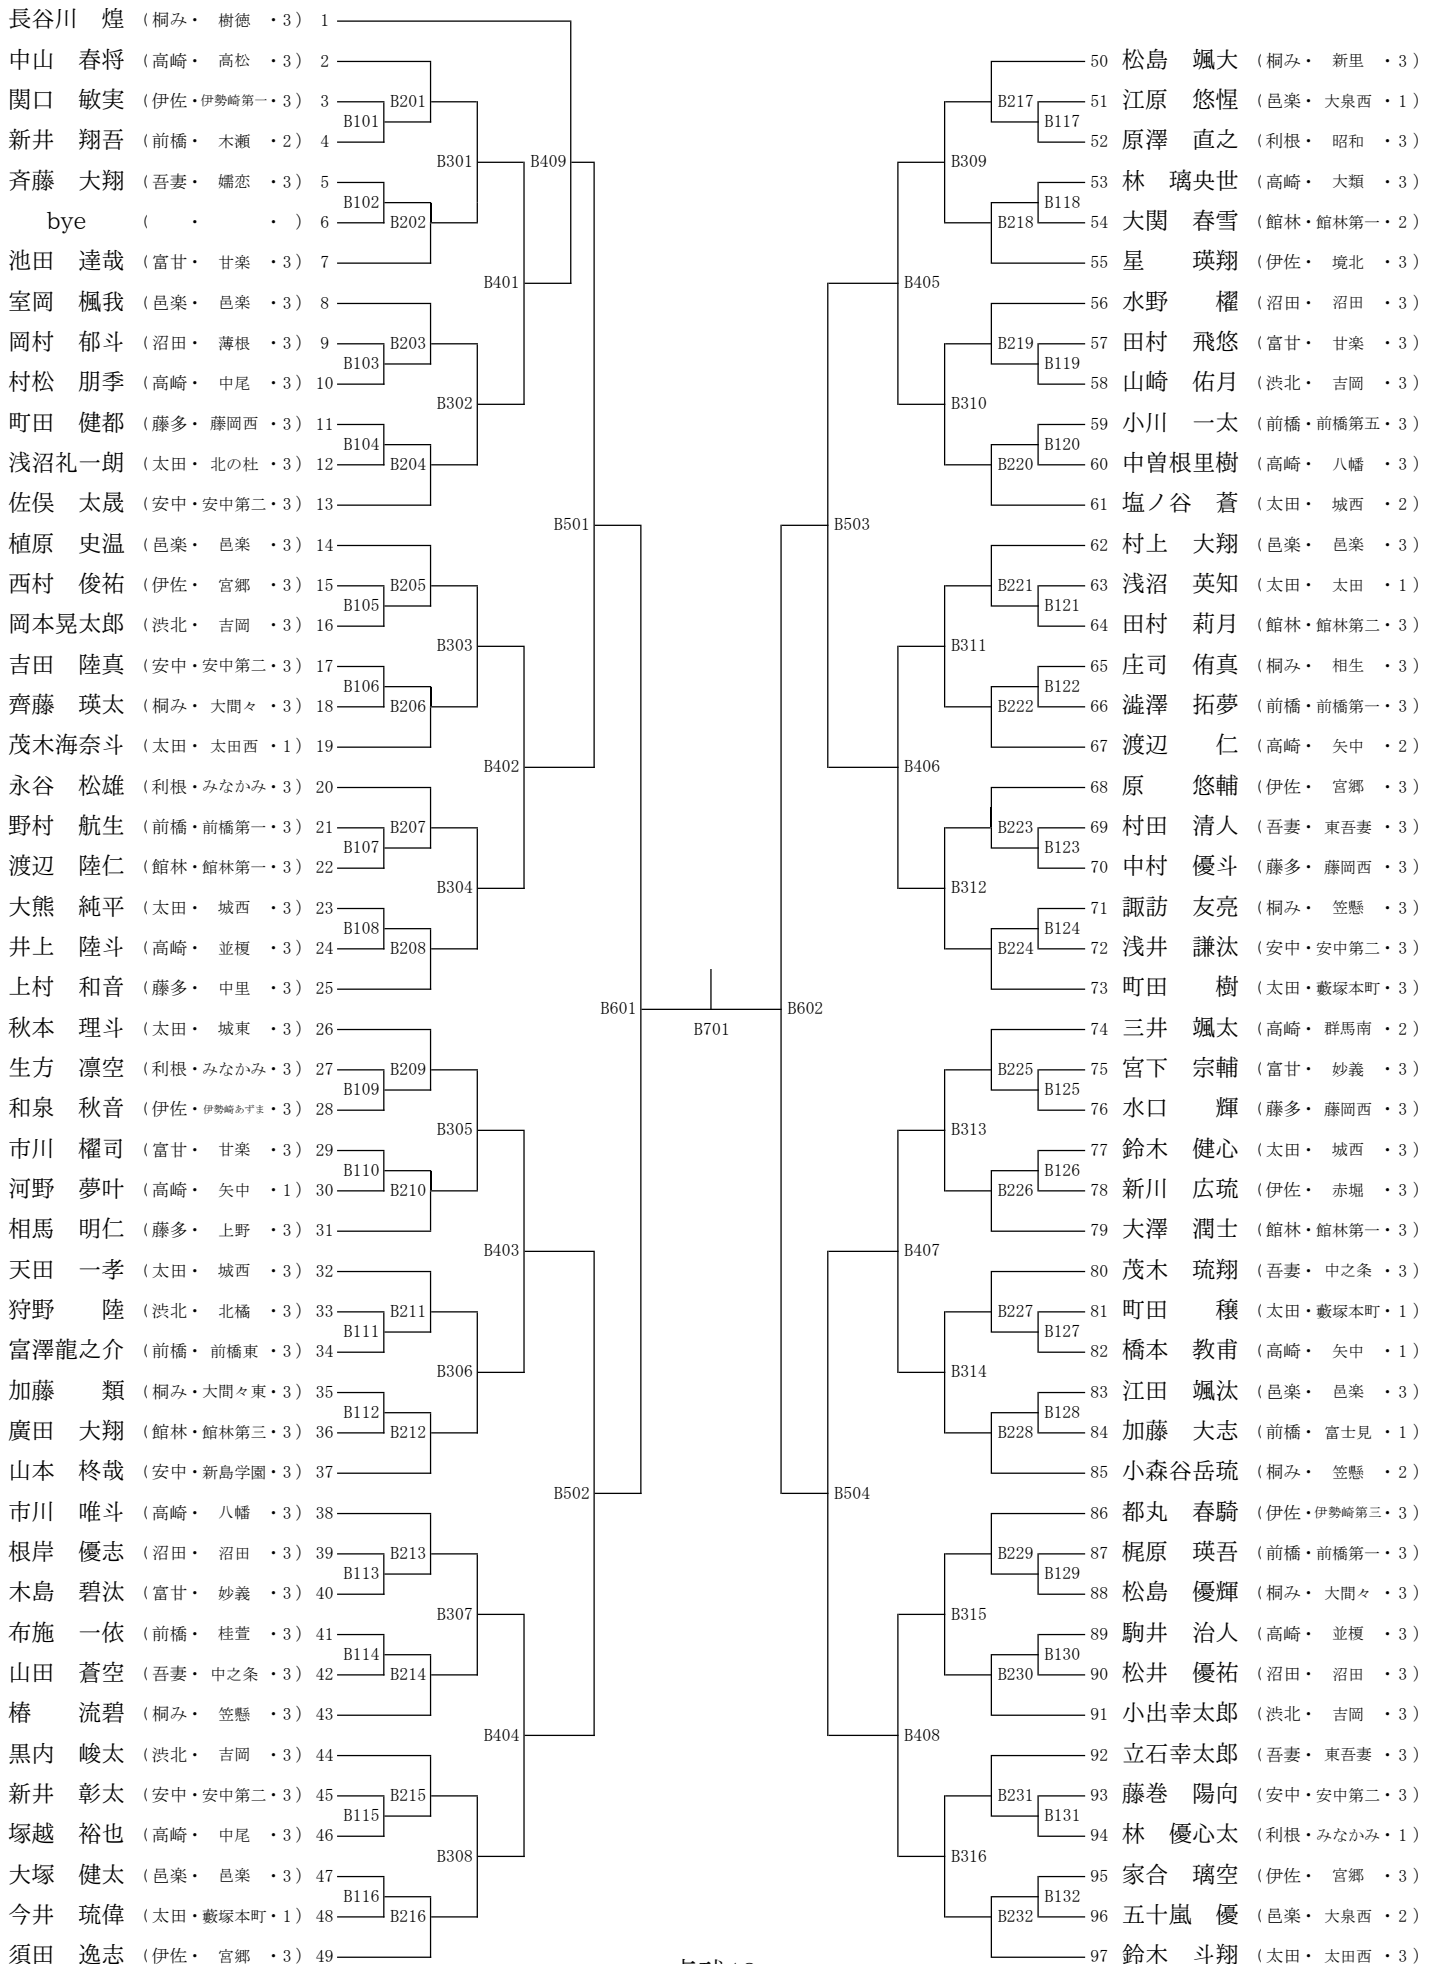 長谷川　煌 （桐み・ 樹徳 ・3） 1
中山　春将 （高崎・ 高松 ・3） 2
関口　敏実 （伊佐・伊勢崎第一・3） 3
B201
B101
新井　翔吾 （前橋・ 木瀬 ・2） 4
B301
B409
斉藤　大翔 （吾妻・ 嬬恋 ・3） 5
B102
bye （ ・ ・ ） 6
B202
池田　達哉 （富甘・ 甘楽 ・3） 7
B401
室岡　楓我 （邑楽・ 邑楽 ・3） 8
岡村　郁斗 （沼田・ 薄根 ・3） 9
B203
B103
村松　朋季 （高崎・ 中尾 ・3） 10
B302
町田　健都 （藤多・ 藤岡西 ・3） 11
B104
浅沼礼一朗 （太田・ 北の杜 ・3） 12
B204
佐俣　太晟 （安中・安中第二・3） 13
B501
植原　史温 （邑楽・ 邑楽 ・3） 14
西村　俊祐 （伊佐・ 宮郷 ・3） 15
B205
B105
岡本晃太郎 （渋北・ 吉岡 ・3） 16
B303
吉田　陸真 （安中・安中第二・3） 17
B106
齊藤　瑛太 （桐み・ 大間々 ・3） 18
B206
茂木海奈斗 （太田・ 太田西 ・1） 19
B402
永谷　松雄 （利根・みなかみ・3） 20
野村　航生 （前橋・前橋第一・3） 21
B207
B107
渡辺　陸仁 （館林・館林第一・3） 22
B304
大熊　純平 （太田・ 城西 ・3） 23
B108
井上　陸斗 （高崎・ 並榎 ・3） 24
B208
上村　和音 （藤多・ 中里 ・3） 25
B601
秋本　理斗 （太田・ 城東 ・3） 26
生方　凛空 （利根・みなかみ・3） 27
B209
B109
和泉　秋音 （伊佐・伊勢崎あずま・3） 28
B305
市川　櫂司 （富甘・ 甘楽 ・3） 29
B110
河野　夢叶 （高崎・ 矢中 ・1） 30
B210
相馬　明仁 （藤多・ 上野 ・3） 31
B403
天田　一孝 （太田・ 城西 ・3） 32
狩野　　陸 （渋北・ 北橘 ・3） 33
B211
B111
富澤龍之介 （前橋・ 前橋東 ・3） 34
B306
加藤　　類 （桐み・大間々東・3） 35
B112
廣田　大翔 （館林・館林第三・3） 36
B212
山本　柊哉 （安中・新島学園・3） 37
B502
市川　唯斗 （高崎・ 八幡 ・3） 38
根岸　優志 （沼田・ 沼田 ・3） 39
B213
B113
木島　碧汰 （富甘・ 妙義 ・3） 40
B307
布施　一依 （前橋・ 桂萱 ・3） 41
B114
山田　蒼空 （吾妻・ 中之条 ・3） 42
B214
椿　　流碧 （桐み・ 笠懸 ・3） 43
B404
黒内　峻太 （渋北・ 吉岡 ・3） 44
新井　彰太 （安中・安中第二・3） 45
B215
B115
塚越　裕也 （高崎・ 中尾 ・3） 46
B308
大塚　健太 （邑楽・ 邑楽 ・3） 47
B116
今井　琉偉 （太田・藪塚本町・1） 48
B216
須田　逸志 （伊佐・ 宮郷 ・3） 49
B701
50 松島　颯大 （桐み・ 新里 ・3）
B217
51 江原　悠惺 （邑楽・ 大泉西 ・1）
B117
52 原澤　直之 （利根・ 昭和 ・3）
B309
53 林　璃央世 （高崎・ 大類 ・3）
B118
B218
54 大関　春雪 （館林・館林第一・2）
55 星　　瑛翔 （伊佐・ 境北 ・3）
B405
56 水野　　櫂 （沼田・ 沼田 ・3）
B219
57 田村　飛悠 （富甘・ 甘楽 ・3）
B119
58 山崎　佑月 （渋北・ 吉岡 ・3）
B310
59 小川　一太 （前橋・前橋第五・3）
B120
B220
60 中曽根里樹 （高崎・ 八幡 ・3）
61 塩ノ谷　蒼 （太田・ 城西 ・2）
B503
62 村上　大翔 （邑楽・ 邑楽 ・3）
B221
63 浅沼　英知 （太田・ 太田 ・1）
B121
64 田村　莉月 （館林・館林第二・3）
B311
65 庄司　侑真 （桐み・ 相生 ・3）
B122
B222
66 澁澤　拓夢 （前橋・前橋第一・3）
67 渡辺　　仁 （高崎・ 矢中 ・2）
B406
68 原　　悠輔 （伊佐・ 宮郷 ・3）
B223
69 村田　清人 （吾妻・ 東吾妻 ・3）
B123
70 中村　優斗 （藤多・ 藤岡西 ・3）
B312
71 諏訪　友亮 （桐み・ 笠懸 ・3）
B124
B224
72 浅井　謙汰 （安中・安中第二・3）
73 町田　　樹 （太田・藪塚本町・3）
B602
74 三井　颯太 （高崎・ 群馬南 ・2）
B225
75 宮下　宗輔 （富甘・ 妙義 ・3）
B125
76 水口　　輝 （藤多・ 藤岡西 ・3）
B313
77 鈴木　健心 （太田・ 城西 ・3）
B126
B226
78 新川　広琉 （伊佐・ 赤堀 ・3）
79 大澤　潤士 （館林・館林第一・3）
B407
80 茂木　琉翔 （吾妻・ 中之条 ・3）
B227
81 町田　　穣 （太田・藪塚本町・1）
B127
82 橋本　教甫 （高崎・ 矢中 ・1）
B314
83 江田　颯汰 （邑楽・ 邑楽 ・3）
B128
B228
84 加藤　大志 （前橋・ 富士見 ・1）
85 小森谷岳琉 （桐み・ 笠懸 ・2）
B504
86 都丸　春騎 （伊佐・伊勢崎第三・3）
B229
87 梶原　瑛吾 （前橋・前橋第一・3）
B129
88 松島　優輝 （桐み・ 大間々 ・3）
B315
89 駒井　治人 （高崎・ 並榎 ・3）
B130
B230
90 松井　優祐 （沼田・ 沼田 ・3）
91 小出幸太郎 （渋北・ 吉岡 ・3）
B408
92 立石幸太郎 （吾妻・ 東吾妻 ・3）
B231
93 藤巻　陽向 （安中・安中第二・3）
B131
94 林　優心太 （利根・みなかみ・1）
B316
95 家合　璃空 （伊佐・ 宮郷 ・3）
B132
B232
96 五十嵐　優 （邑楽・ 大泉西 ・2）
97 鈴木　斗翔 （太田・ 太田西 ・3）